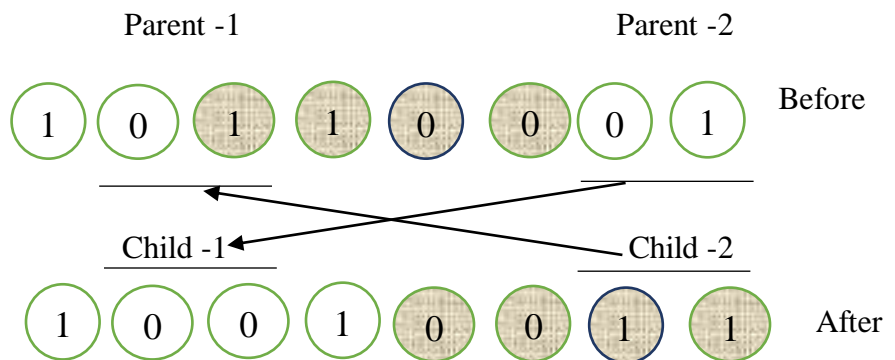 Parent -1 Parent -2
1 0 1 1 0 0 0 1 Before
Child -1 Child -2
1 0 0 1 0 0 1 1 After